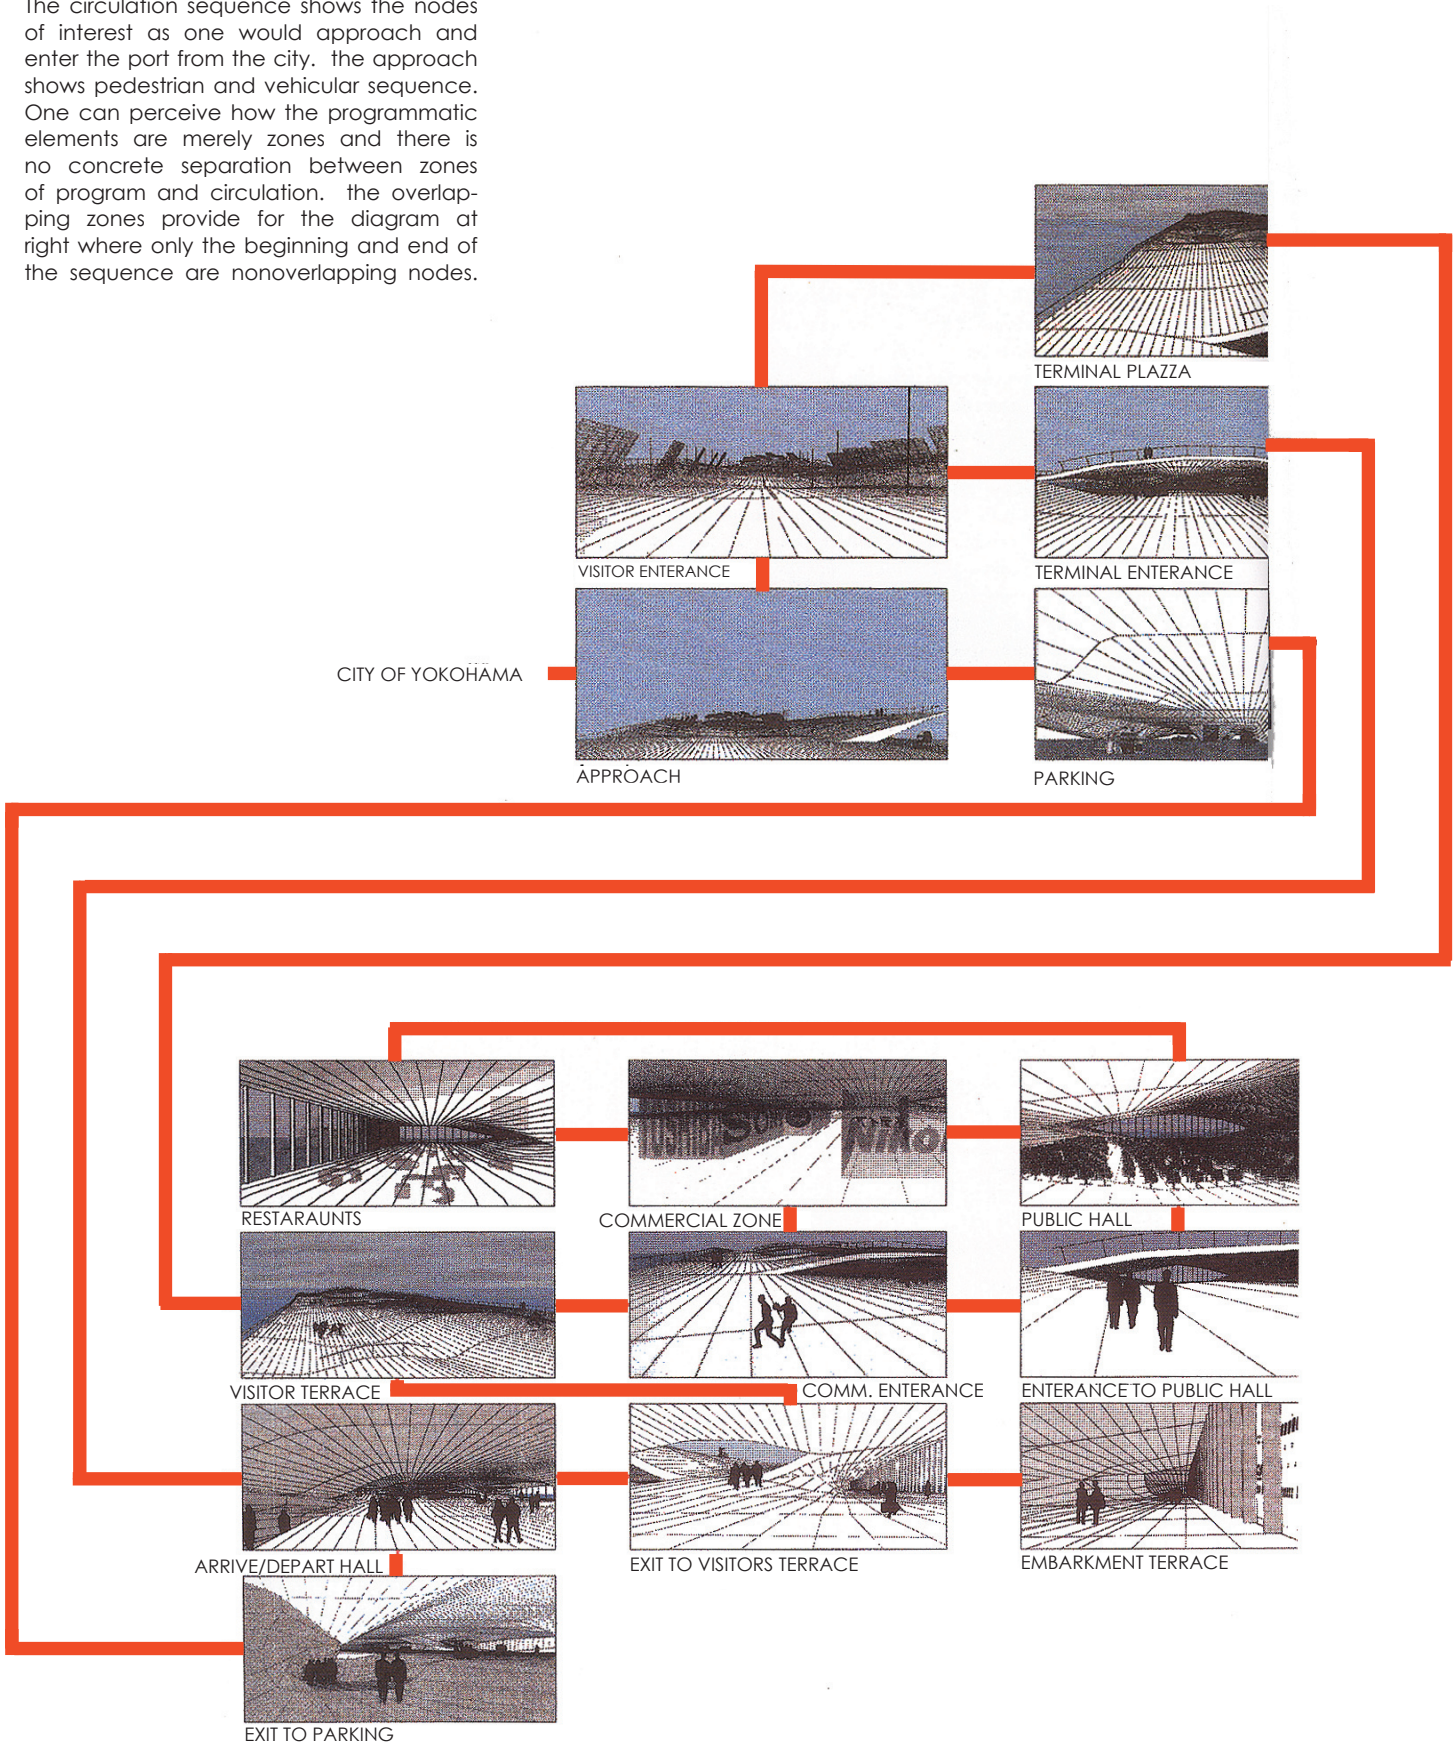 The circulation sequence shows the nodes
of interest as one would approach and
enter the port from the city. the approach
shows pedestrian and vehicular sequence.
One can perceive how the programmatic
elements are merely zones and there is
no concrete separation between zones
of program and circulation. the overlap-
ping zones provide for the diagram at
right where only the beginning and end of
the sequence are nonoverlapping nodes.
TERMINAL PLAZZA
VISITOR ENTERANCE
TERMINAL ENTERANCE
CITY OF YOKOHAMA
APPROACH
PARKING
RESTARAUNTS
COMMERCIAL ZONE
PUBLIC HALL
VISITOR TERRACE
COMM. ENTERANCE
ENTERANCE TO PUBLIC HALL
ARRIVE/DEPART HALL
EXIT TO VISITORS TERRACE
EMBARKMENT TERRACE
EXIT TO PARKING